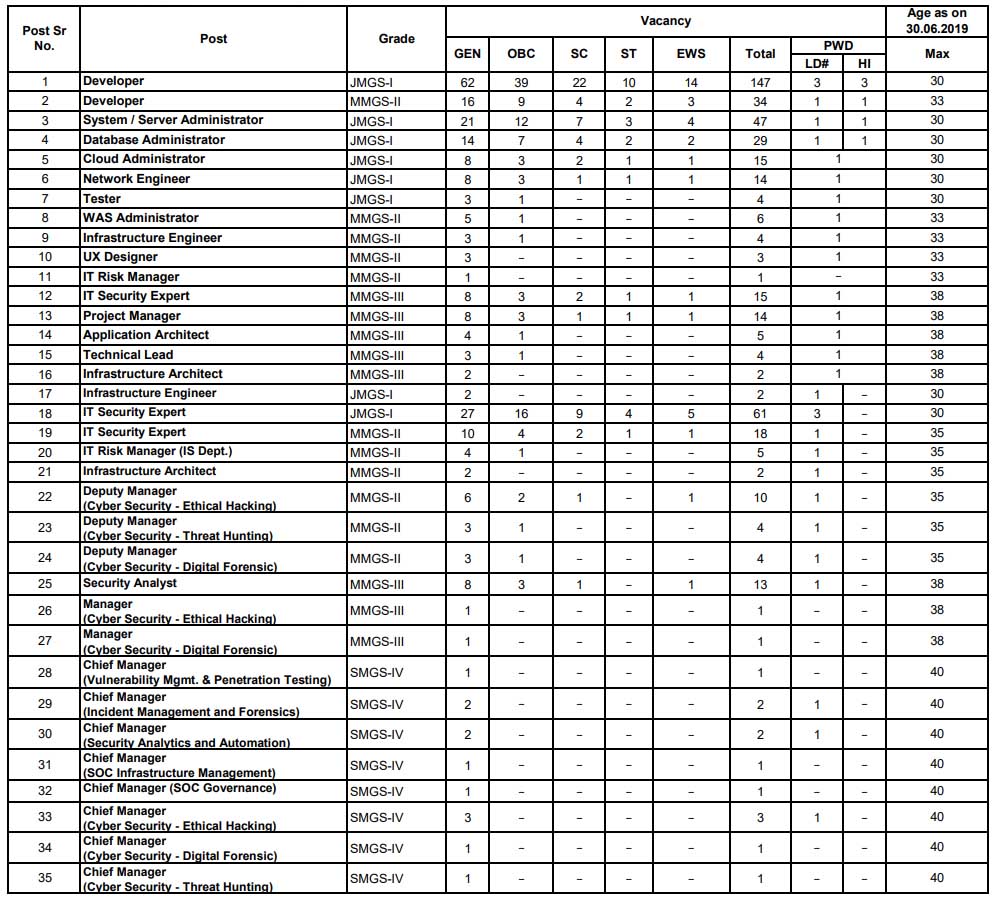 Post Sr No. Post Grade Vacancy Age as on 30.06.2019
GEN OBC SC ST EWS Total PWD Max
LD# HI
1 Developer JMGS-I 62 39 22 10 14 147 3 3 30
2 Developer MMGS-II 16 9 4 2 3 34 1 1 33
3 System / Server Administrator JMGS-I 21 12 7 3 4 47 1 1 30
4 Database Administrator JMGS-I 14 7 4 2 2 29 1 1 30
5 Cloud Administrator JMGS-I 8 3 2 1 1 15 1 30
6 Network Engineer JMGS-I 8 3 1 1 1 14 1 30
7 Tester JMGS-I 3 1 – – – 4 1 30
8 WAS Administrator MMGS-II 5 1 – – – 6 1 33
9 Infrastructure Engineer MMGS-II 3 1 – – – 4 1 33
10 UX Designer MMGS-II 3 – – – – 3 1 33
11 IT Risk Manager MMGS-II 1 – – – – 1 – 33
12 IT Security Expert MMGS-III 8 3 2 1 1 15 1 38
13 Project Manager MMGS-III 8 3 1 1 1 14 1 38
14 Application Architect MMGS-III 4 1 – – – 5 1 38
15 Technical Lead MMGS-III 3 1 – – – 4 1 38
16 Infrastructure Architect MMGS-III 2 – – – – 2 1 38
17 Infrastructure Engineer JMGS-I 2 – – – – 2 1 – 30
18 IT Security Expert JMGS-I 27 16 9 4 5 61 3 – 30
19 IT Security Expert MMGS-II 10 4 2 1 1 18 1 – 35
20 IT Risk Manager (IS Dept.) MMGS-II 4 1 – – – 5 1 – 35
21 Infrastructure Architect MMGS-II 2 – – – – 2 1 – 35
22 Deputy Manager
(Cyber Security - Ethical Hacking) MMGS-II 6 2 1 – 1 10 1 – 35
23 Deputy Manager
(Cyber Security - Threat Hunting) MMGS-II 3 1 – – – 4 1 – 35
24 Deputy Manager
(Cyber Security - Digital Forensic) MMGS-II 3 1 – – – 4 1 – 35
25 Security Analyst MMGS-III 8 3 1 – 1 13 1 – 38
26 Manager
(Cyber Security - Ethical Hacking) MMGS-III 1 – – – – 1 – – 38
27 Manager
(Cyber Security - Digital Forensic) MMGS-III 1 – – – – 1 – – 38
28 Chief Manager
(Vulnerability Mgmt. & Penetration Testing) SMGS-IV 1 – – – – 1 – – 40
29 Chief Manager
(Incident Management and Forensics) SMGS-IV 2 – – – – 2 1 – 40
30 Chief Manager
(Security Analytics and Automation) SMGS-IV 2 – – – – 2 1 – 40
31 Chief Manager
(SOC Infrastructure Management) SMGS-IV 1 – – – – 1 – – 40
32 Chief Manager (SOC Governance) SMGS-IV 1 – – – – 1 – – 40
33 Chief Manager
(Cyber Security - Ethical Hacking) SMGS-IV 3 – – – – 3 1 – 40
34 Chief Manager
(Cyber Security - Digital Forensic) SMGS-IV 1 – – – – 1 – – 40
35 Chief Manager
(Cyber Security - Threat Hunting) SMGS-IV 1 – – – – 1 – – 40